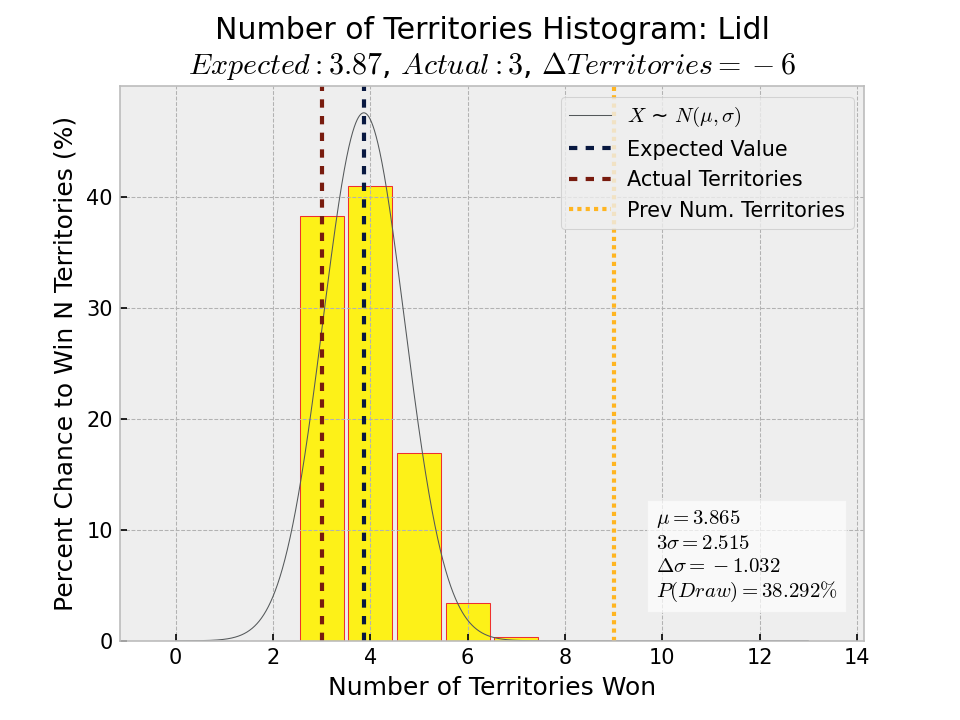 Number of Territories Histogram: Lidl
Expected : 3.87, Actual : 3, ΔTerritories = −6
X ~ N(μ, σ)
Expected Value
Actual Territories
Prev Num. Territories
Percent Chance to Win N Territories (%)
40
30
20
10
0
μ = 3.865
3σ = 2.515
Δσ = −1.032
P(Draw) = 38.292%
0 2 4 6 8 10 12 14
Number of Territories Won